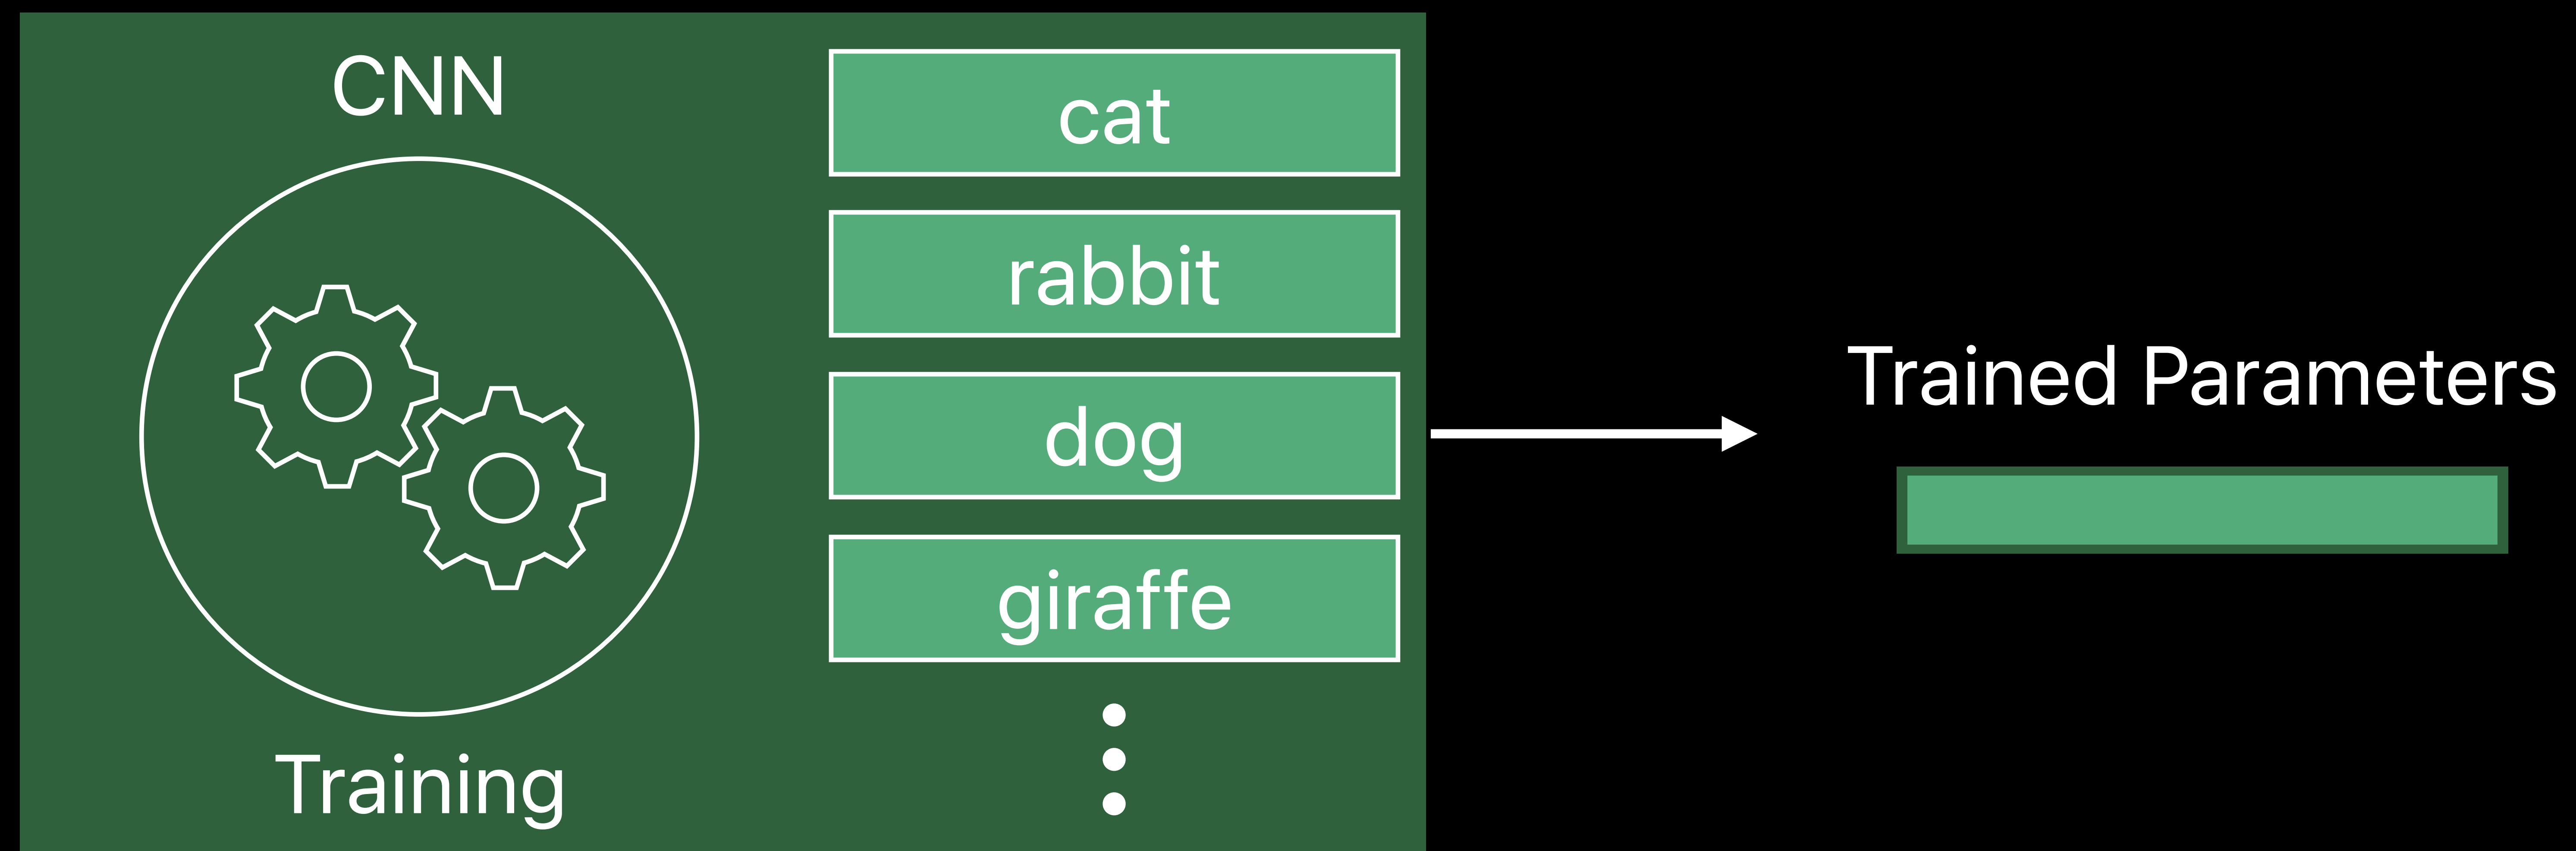 CNN
Training
cat
rabbit
dog
giraffe
Trained Parameters